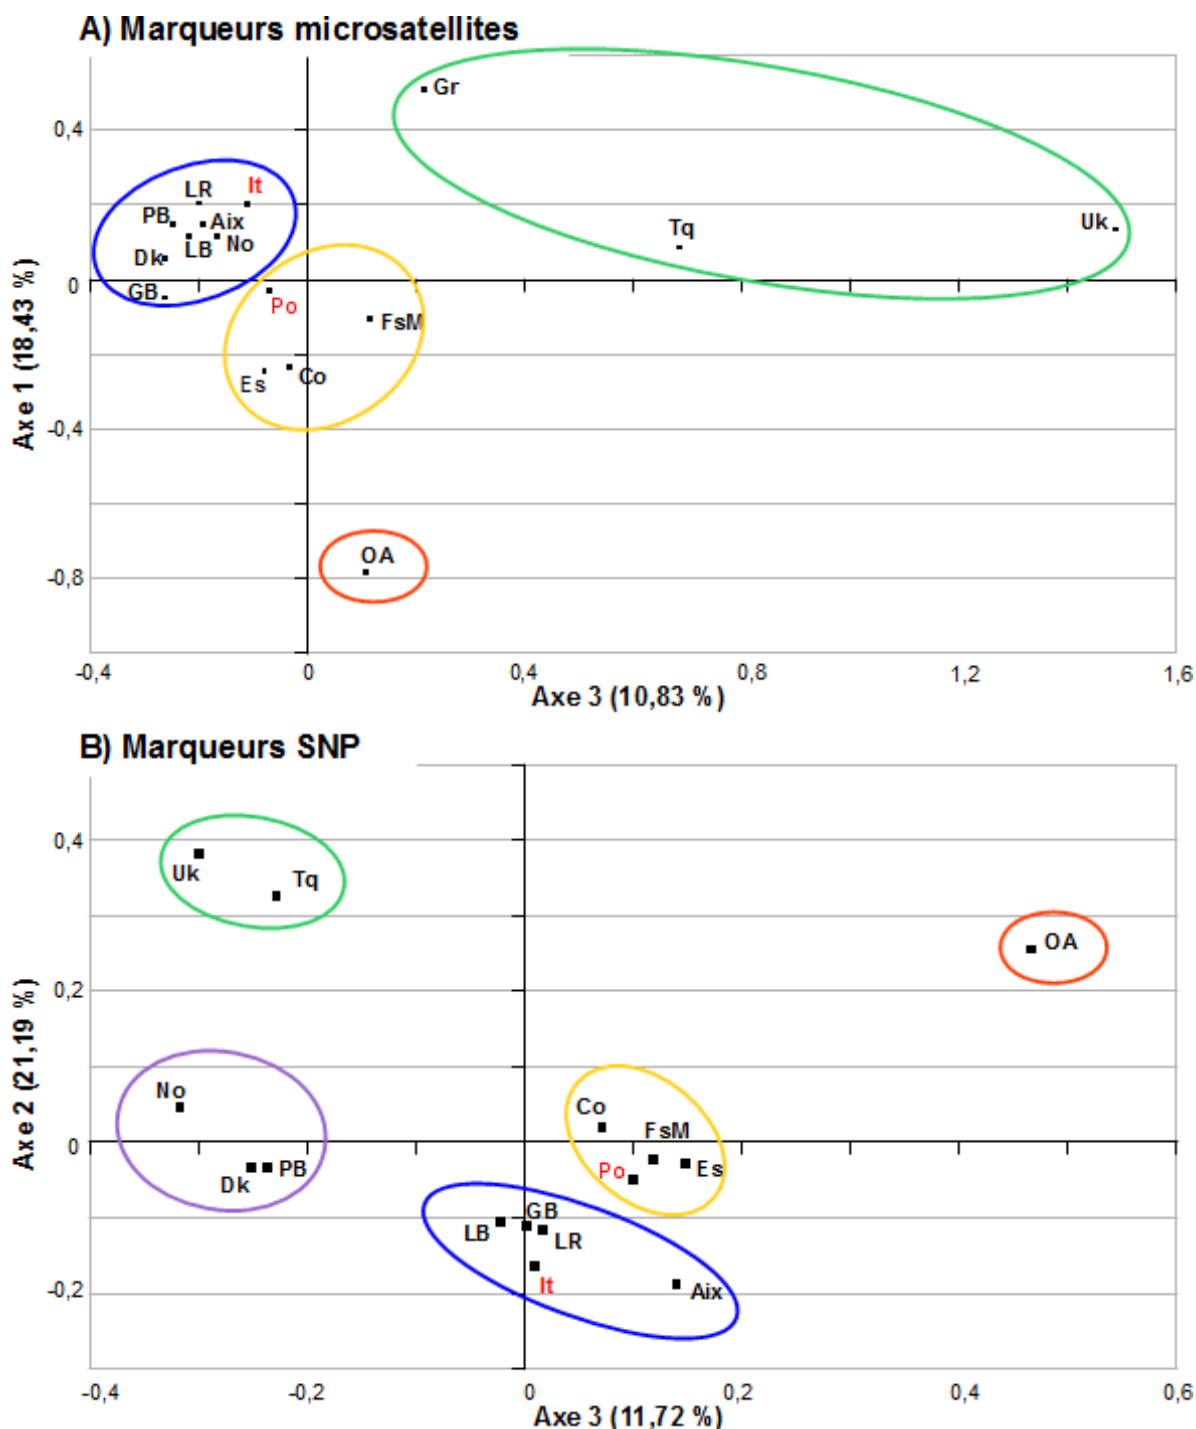 A) Marqueurs microsatellites
Gr
0,4
LR It
PB Aix
Tq Uk
Dk LB No
0
GB
Po
FsM
Es Co
-0,4
OA
-0,8
Axe 1 (18,43 %)
-0,4 0 0,4 0,8 1,2 1,6
Axe 3 (10,83 %)
B) Marqueurs SNP
0,4
Uk Tq
OA
0,2
No
Co
FsM
0
Dk PB
Po Es
GB
LB LR
It Aix
-0,2
Axe 2 (21,19 %)
-0,4 -0,2 0 0,2 0,4 0,6
Axe 3 (11,72 %)